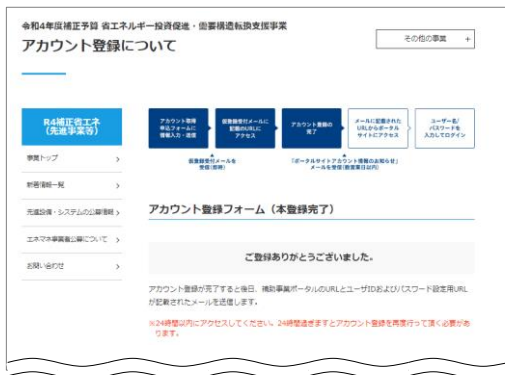 令和4年度補正予算 省エネルギー投資促進・需要構造転換支援事業
アカウント登録について
その他の事業 +
R4補正省エネ
(先進事業等)
事業トップ
新着情報一覧
先進設備・システムの公募情報
エネマネ事業者公募について
お問い合わせ
アカウント取得
申込フォームに
情報入力・送信
仮登録受付メールに
記載のURLに
アクセス
アカウント登録の
完了
メールに記載された
URLからポータル
サイトにアクセス
ユーザー名/
パスワードを
入力してログイン
仮登録受付メールを
受信(即時)
「ポータルサイトアカウント情報のお知らせ」
メールを受信(数営業日以内)
アカウント登録フォーム(本登録完了)
ご登録ありがとうございました。
アカウント登録が完了すると後日、補助事業ポータルのURLとユーザIDおよびパスワード設定用URL
が記載されたメールを送信します。
※24時間以内にアクセスしてください。24時間過ぎますとアカウント登録を再度行って頂く必要があ
ります。